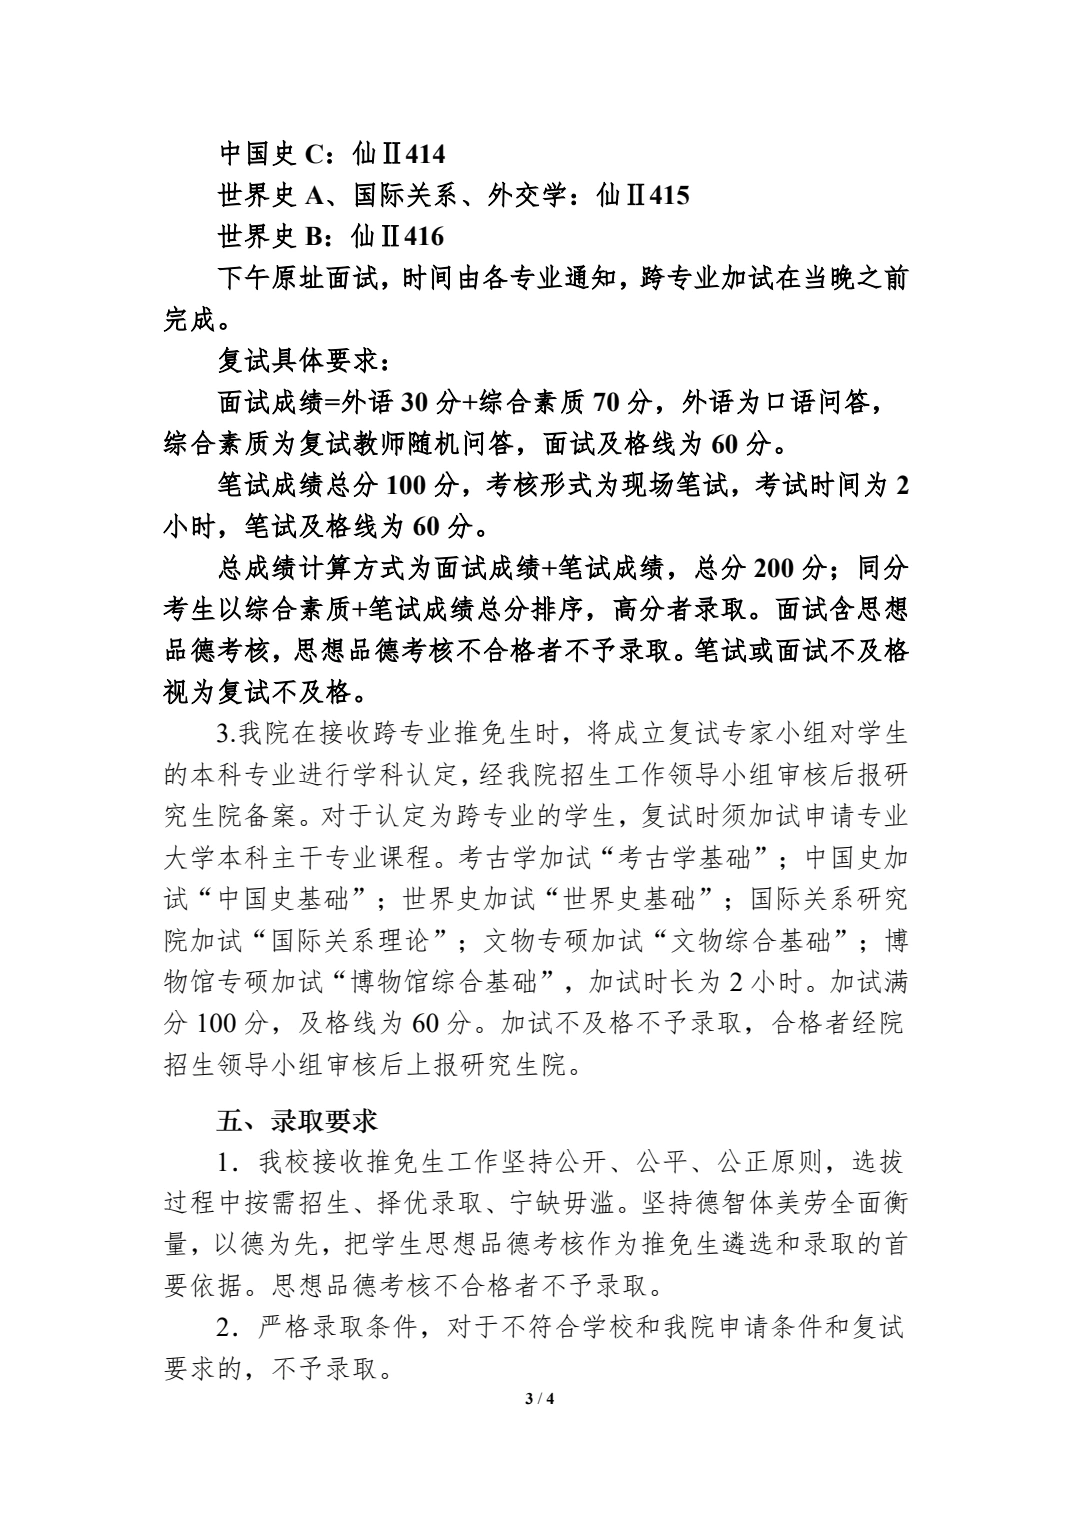 中国史 C：仙Ⅱ414
世界史 A、国际关系、外交学：仙Ⅱ415
世界史 B：仙Ⅱ416
下午原址面试，时间由各专业通知，跨专业加试在当晚之前
完成。
复试具体要求：
面试成绩=外语 30 分+综合素质 70 分，外语为口语问答，
综合素质为复试教师随机问答，面试及格线为 60 分。
笔试成绩总分 100 分，考核形式为现场笔试，考试时间为 2
小时，笔试及格线为 60 分。
总成绩计算方式为面试成绩+笔试成绩，总分 200 分；同分
考生以综合素质+笔试成绩总分排序，高分者录取。面试含思想
品德考核，思想品德考核不合格者不予录取。笔试或面试不及格
视为复试不及格。
3.我院在接收跨专业推免生时，将成立复试专家小组对学生
的本科专业进行学科认定，经我院招生工作领导小组审核后报研
究生院备案。对于认定为跨专业的学生，复试时须加试申请专业
大学本科主干专业课程。考古学加试“考古学基础”；中国史加
试“中国史基础”；世界史加试“世界史基础”；国际关系研究
院加试“国际关系理论”；文物专硕加试“文物综合基础”；博
物馆专硕加试“博物馆综合基础”，加试时长为 2 小时。加试满
分 100 分，及格线为 60 分。加试不及格不予录取，合格者经院
招生领导小组审核后上报研究生院。
五、录取要求
1．我校接收推免生工作坚持公开、公平、公正原则，选拔
过程中按需招生、择优录取、宁缺毋滥。坚持德智体美劳全面衡
量，以德为先，把学生思想品德考核作为推免生遴选和录取的首
要依据。思想品德考核不合格者不予录取。
2．严格录取条件，对于不符合学校和我院申请条件和复试
要求的，不予录取。
3 / 4